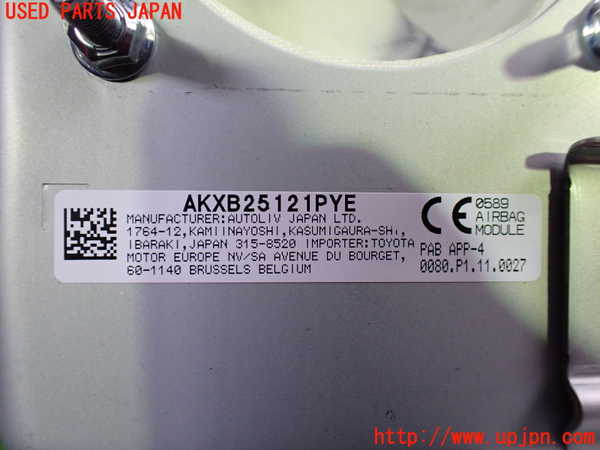 USED PARTS JAPAN
AKXB25121PYE
MANUFACTURER:AUTOLIV JAPAN LTD.
1764-12,KAMIINAYOSHI,KASUMIGAURA-SHI,
IBARAKI,JAPAN 315-8520 IMPORTER:TOYOTA
MOTOR EUROPE NV/SA AVENUE DU BOURGET,
60-1140 BRUSSELS BELGIUM
CE 0589
AIRBAG
MODULE
PAB APP-4
0080.P1.11.0027
http://www.upjpn.com/